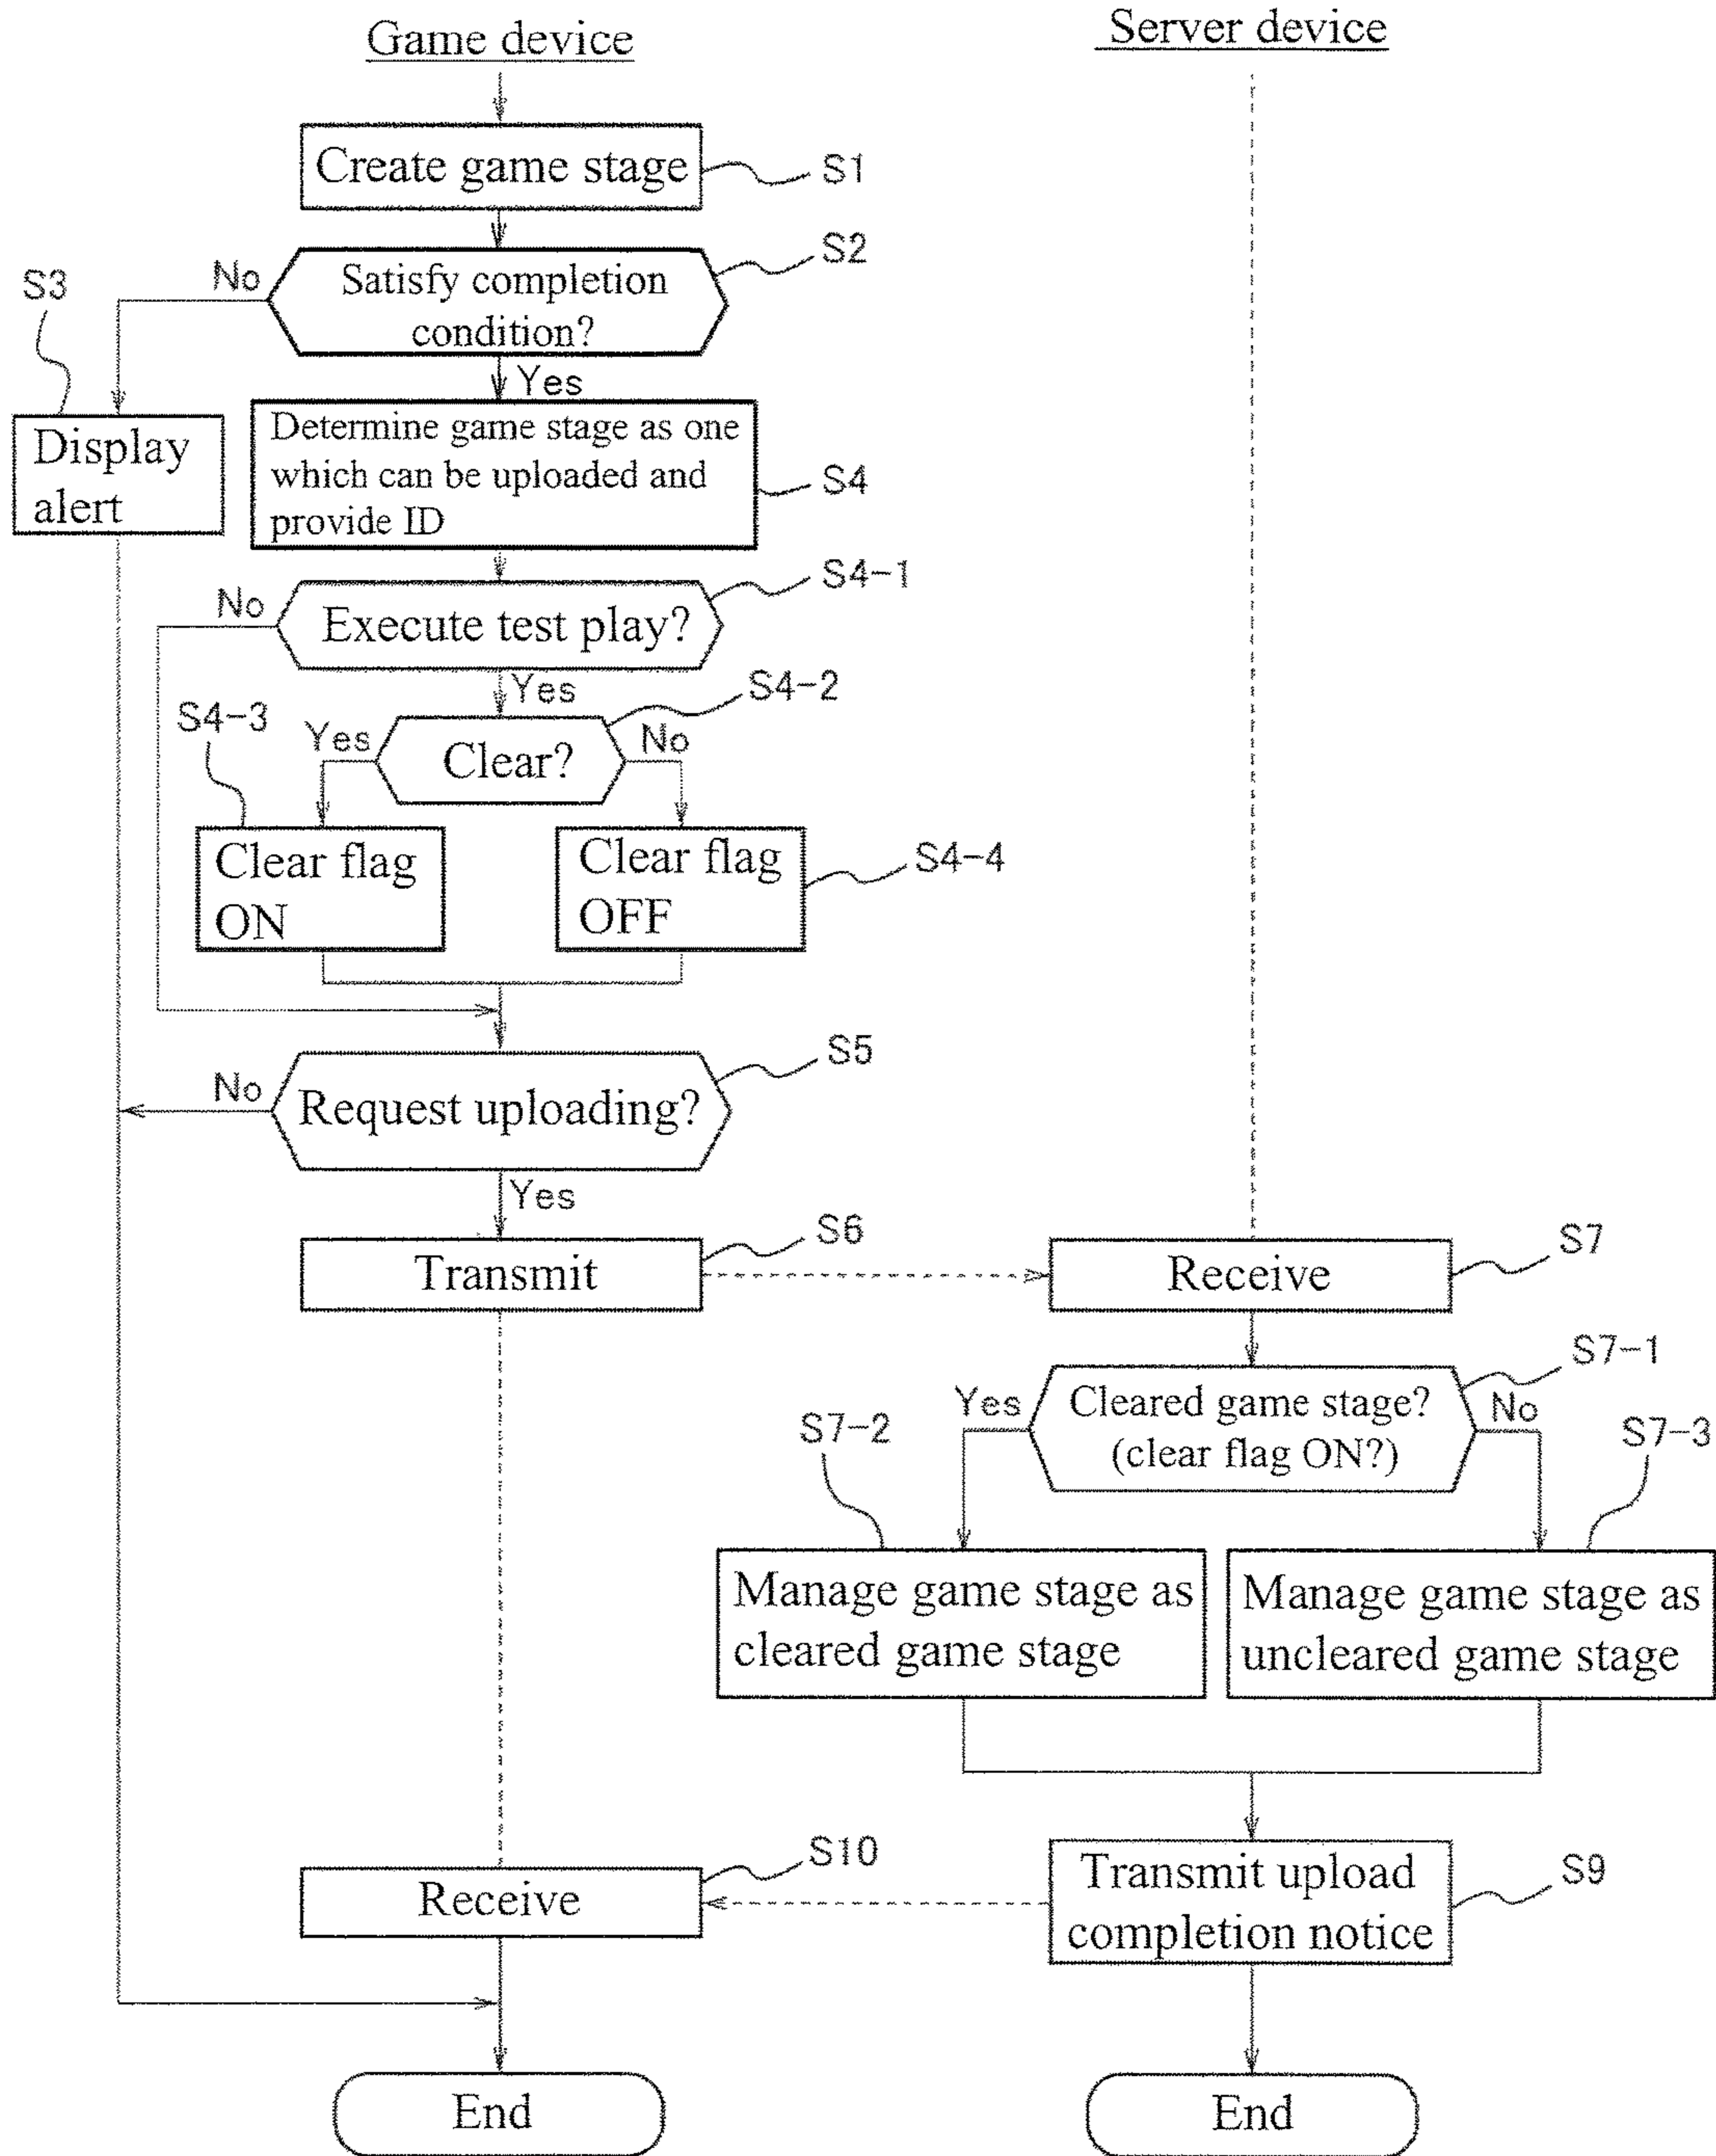 Game device
Server device
Create game stage
S1
S2
No
Satisfy completion
condition?
S3
Yes
Display
alert
Determine game stage as one
which can be uploaded and
provide ID
S4
S4-1
No
Execute test play?
Yes
S4-2
S4-3
Yes
Clear?
No
Clear flag
ON
Clear flag
OFF
S4-4
S5
No
Request uploading?
Yes
S6
Transmit
S7
Receive
S7-1
Yes
Cleared game stage?
(clear flag ON?)
No
S7-2
S7-3
Manage game stage as
cleared game stage
Manage game stage as
uncleared game stage
S10
Receive
Transmit upload
completion notice
S9
End
End